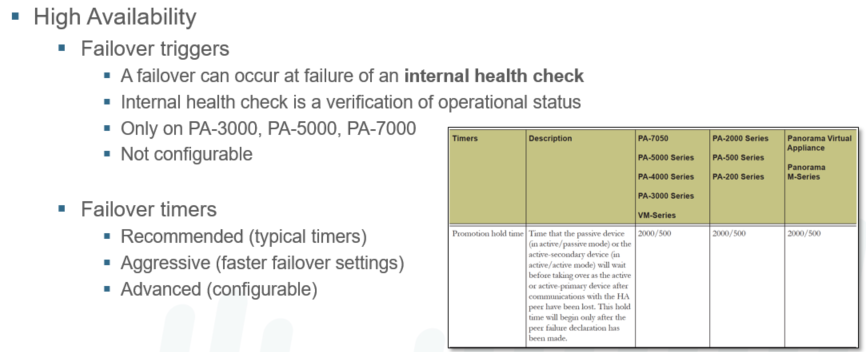 High Availability
Failover triggers
A failover can occur at failure of an internal health check
Internal health check is a verification of operational status
Only on PA-3000, PA-5000, PA-7000
Not configurable
Failover timers
Recommended (typical timers)
Aggressive (faster failover settings)
Advanced (configurable)
Timers
Description
PA-7050
PA-5000 Series
PA-4000 Series
PA-3000 Series
VM-Series
PA-2000 Series
PA-500 Series
PA-200 Series
Panorama Virtual
Appliance
Panorama
M-Series
Promotion hold time
Time that the passive device
(in active/passive mode) or the
active-secondary device (in
active/active mode) will wait
before taking over as the active
or active-primary device after
communications with the HA
peer have been lost. This hold
time will begin only after the
peer failure declaration has
been made.
2000/500
2000/500
2000/500